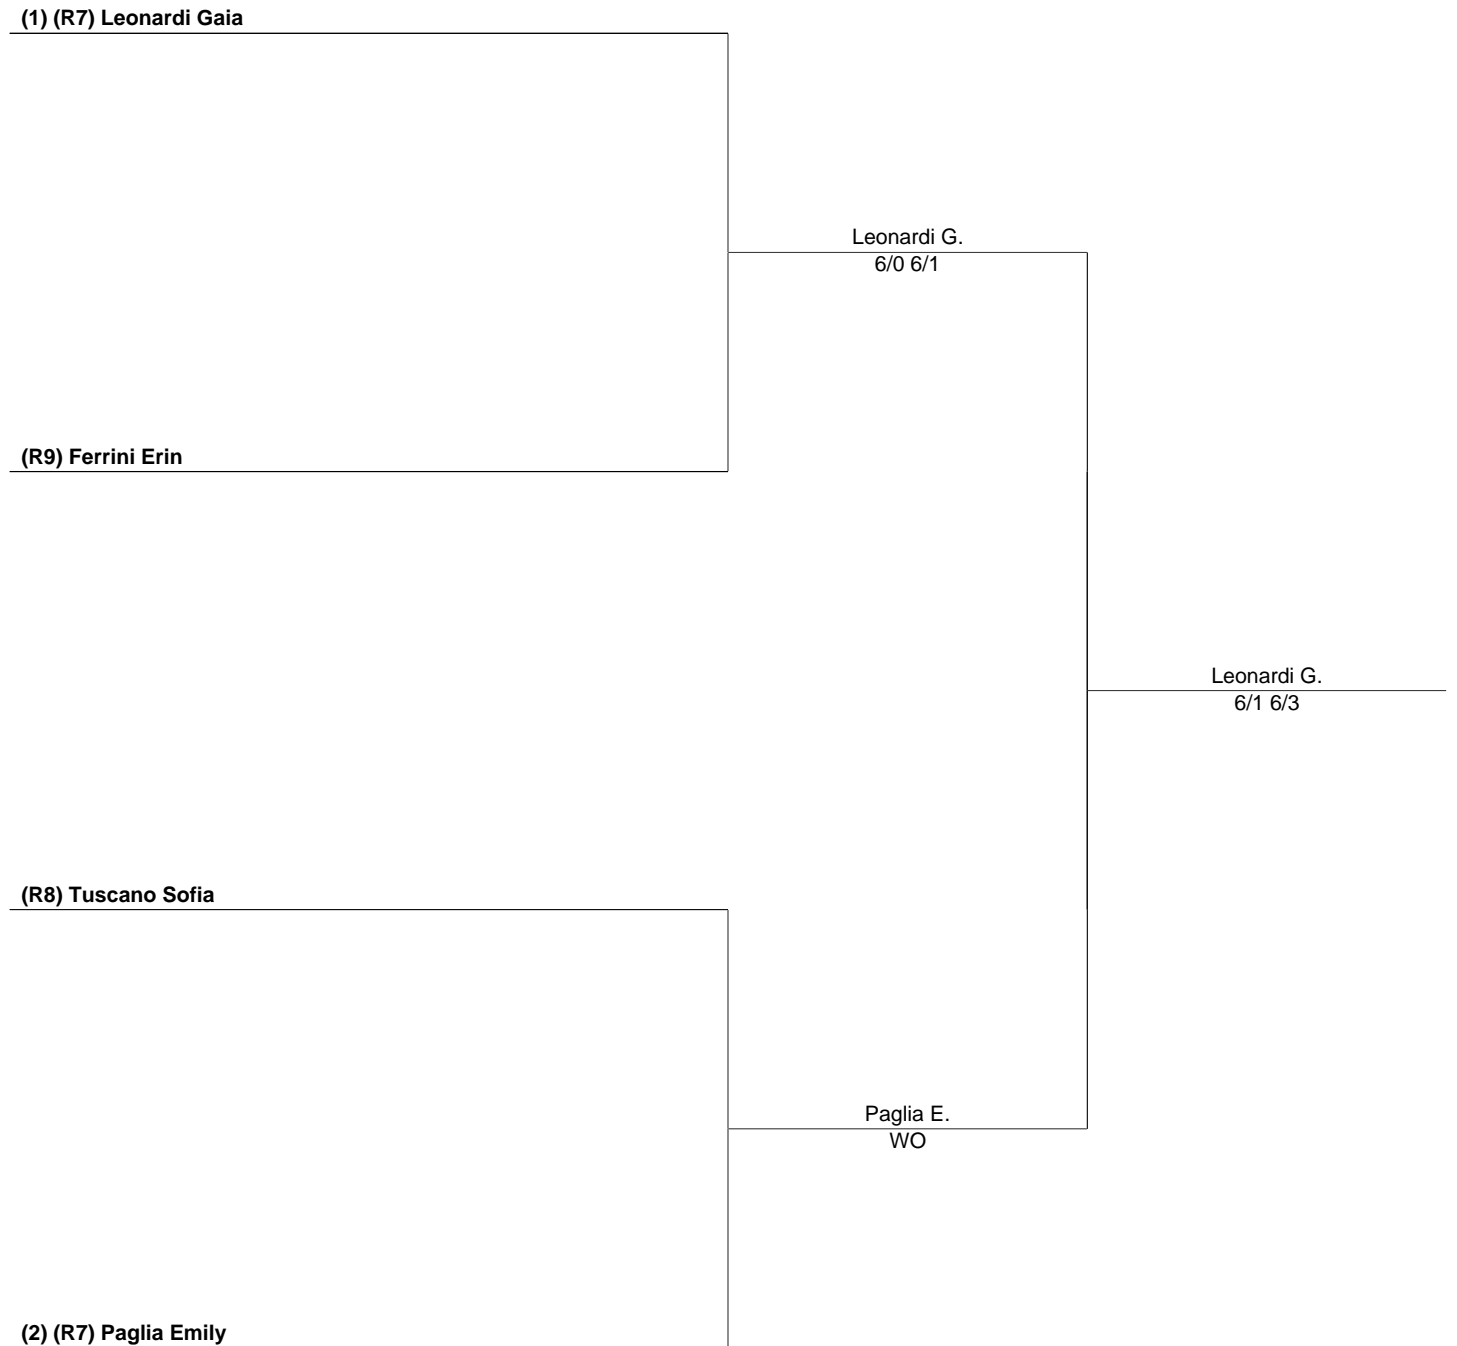 (1) (R7) Leonardi Gaia
Leonardi G.
6/0 6/1
(R9) Ferrini Erin
Leonardi G.
6/1 6/3
(R8) Tuscano Sofia
Paglia E.
WO
(2) (R7) Paglia Emily